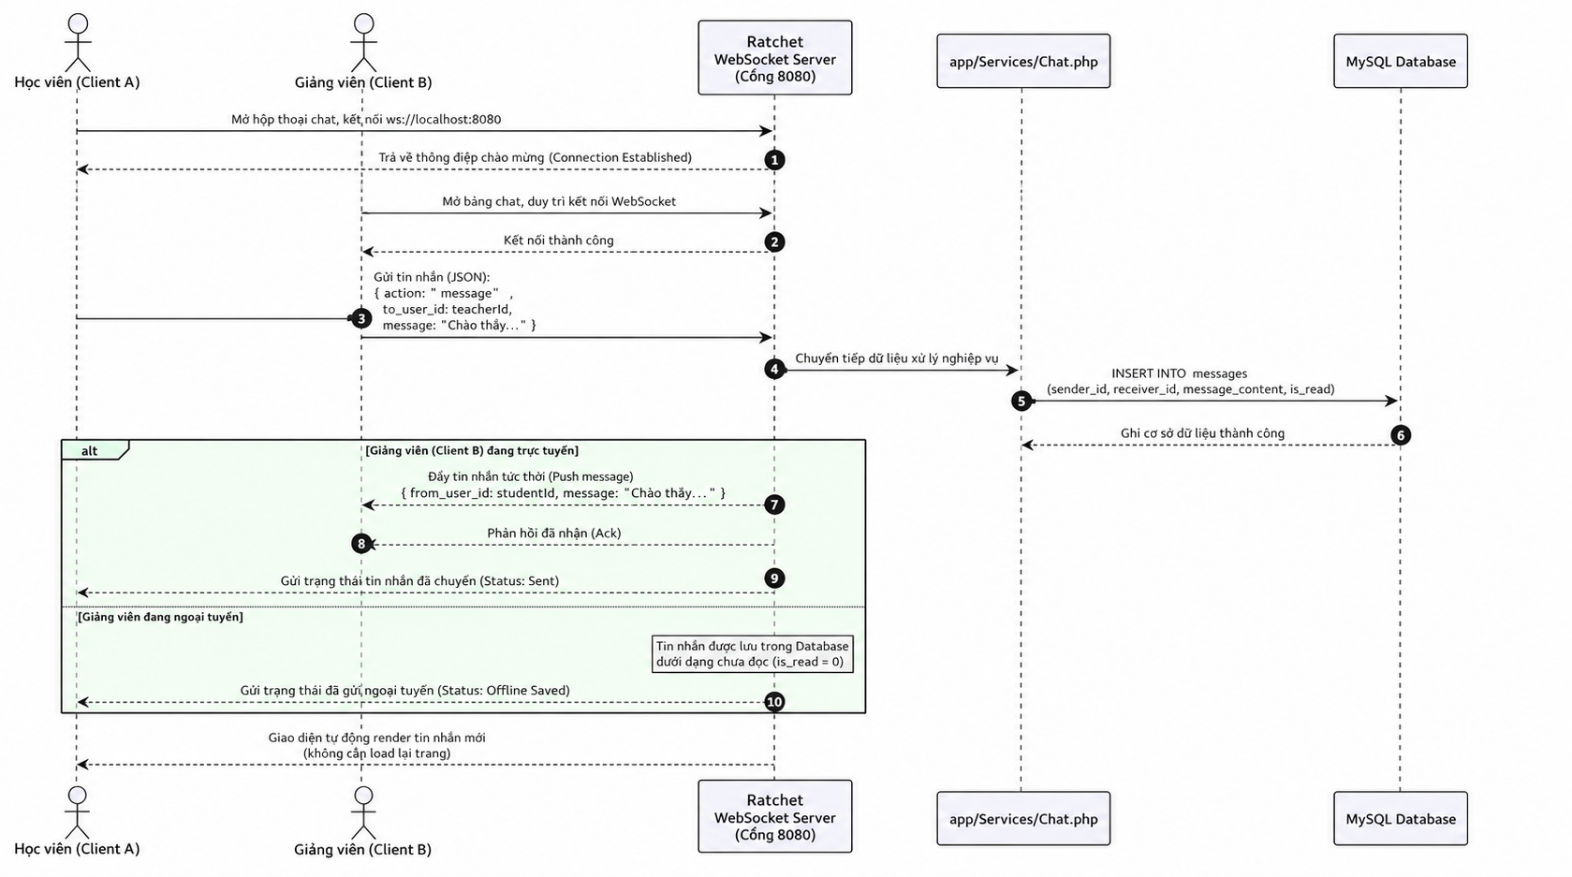 Học viên (Client A)
Giảng viên (Client B)
Ratchet
WebSocket Server
(Cổng 8080)
app/Services/Chat.php
MySQL Database
Mở hộp thoại chat, kết nối ws://localhost:8080
Trả về thông điệp chào mừng (Connection Established)
1
Mở bảng chat, duy trì kết nối WebSocket
Kết nối thành công
2
Gửi tin nhắn (JSON):
{ action: " message" ,
to_user_id: teacherId,
message: "Chào thầy..." }
3
4
Chuyển tiếp dữ liệu xử lý nghiệp vụ
INSERT INTO messages
(sender_id, receiver_id, message_content, is_read)
5
Ghi cơ sở dữ liệu thành công
6
alt
[Giảng viên (Client B) đang trực tuyến]
Đẩy tin nhắn tức thời (Push message)
{ from_user_id: studentId, message: "Chào thầy..." }
7
Phản hồi đã nhận (Ack)
8
Gửi trạng thái tin nhắn đã chuyển (Status: Sent)
9
[Giảng viên đang ngoại tuyến]
Tin nhắn được lưu trong Database
dưới dạng chưa đọc (is_read = 0)
Gửi trạng thái đã gửi ngoại tuyến (Status: Offline Saved)
10
Giao diện tự động render tin nhắn mới
(không cần load lại trang)
Học viên (Client A)
Giảng viên (Client B)
Ratchet
WebSocket Server
(Cổng 8080)
app/Services/Chat.php
MySQL Database